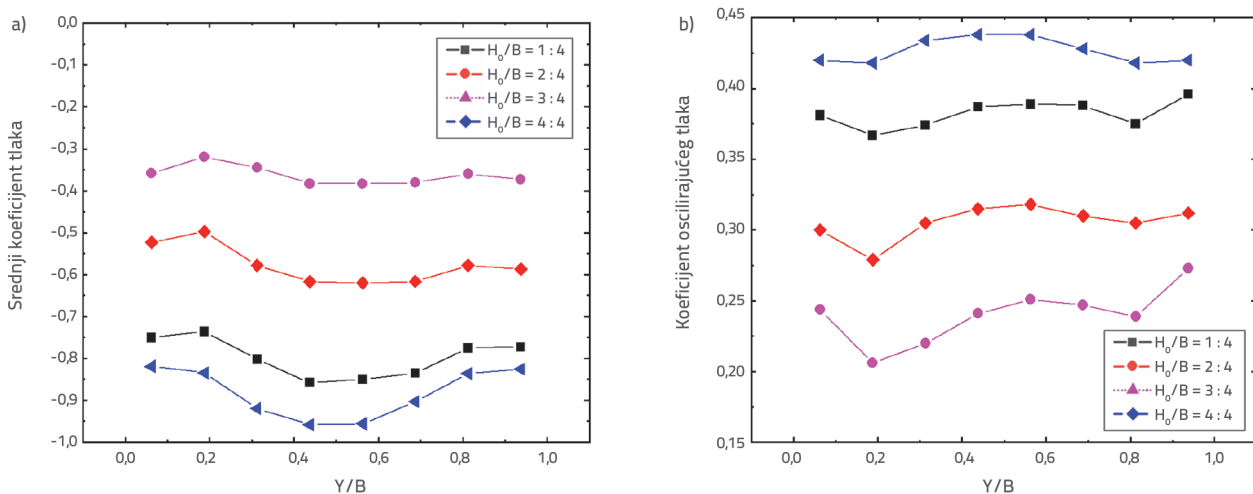 a)
Srednji koeficijent tlaka
0,0
-0,1
-0,2
-0,3
-0,4
-0,5
-0,6
-0,7
-0,8
-0,9
-1,0
H₀/B = 1 : 4
H₀/B = 2 : 4
H₀/B = 3 : 4
H₀/B = 4 : 4
0,0
0,2
0,4
0,6
0,8
1,0
Y/B
b)
Koeficijent oscilirajućeg tlaka
0,45
0,40
0,35
0,30
0,25
0,20
0,15
H₀/B = 1 : 4
H₀/B = 2 : 4
H₀/B = 3 : 4
H₀/B = 4 : 4
0,0
0,2
0,4
0,6
0,8
1,0
Y/B